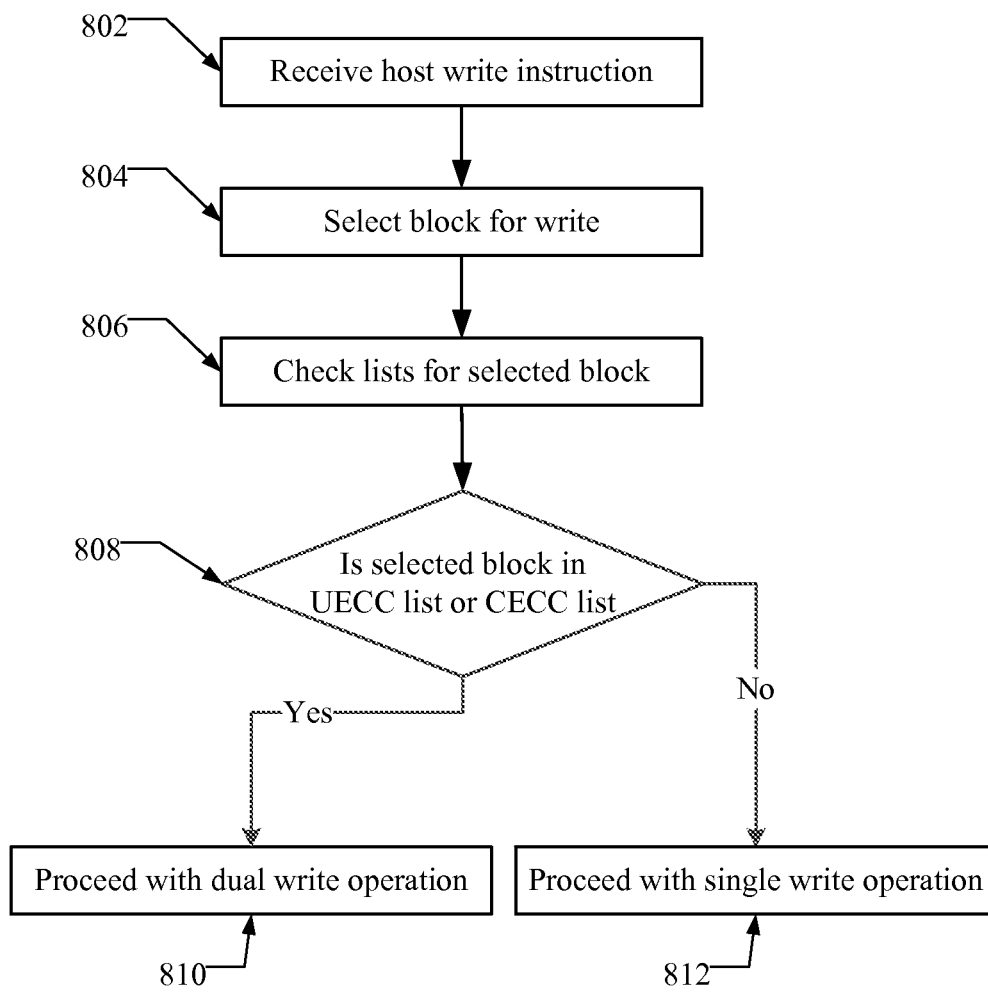 802
Receive host write instruction
804
Select block for write
806
Check lists for selected block
808
Is selected block in
UECC list or CECC list
Yes
No
Proceed with dual write operation
Proceed with single write operation
810
812